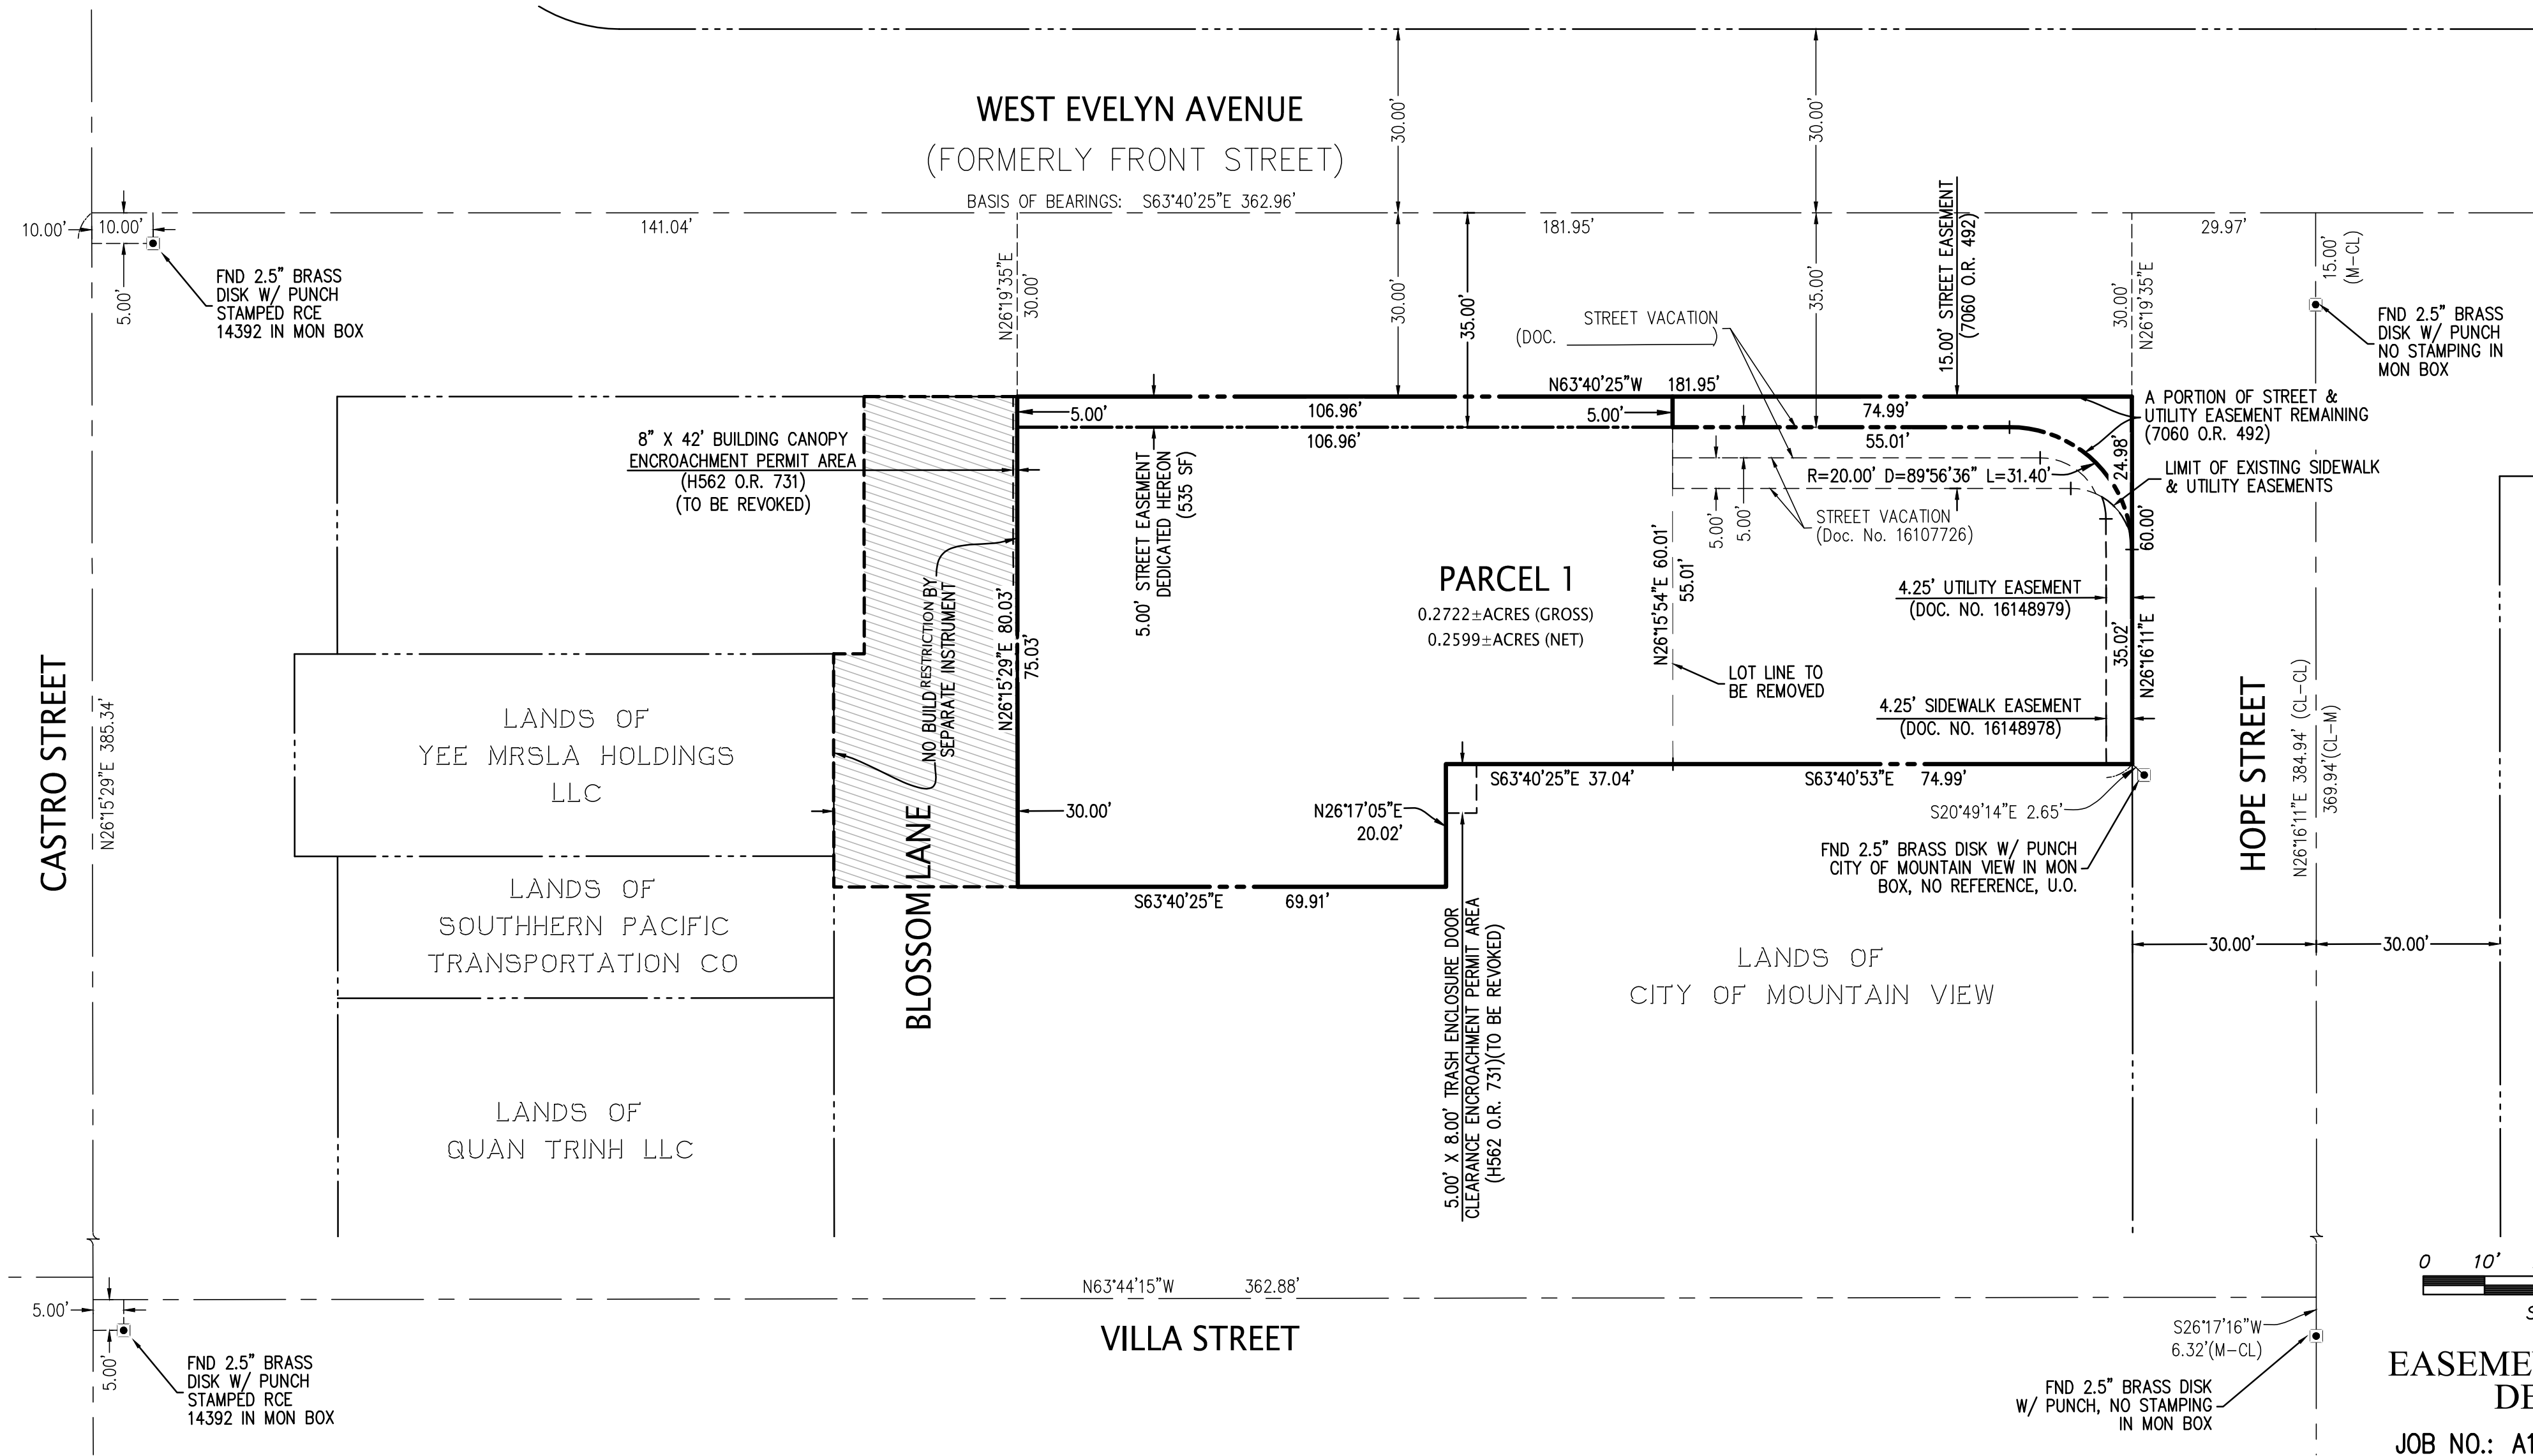 WEST EVELYN AVENUE
(FORMERLY FRONT STREET)
BASIS OF BEARINGS: S63°40'25"E 362.96'
30.00'
30.00'
10.00'
10.00'
5.00'
141.04'
181.95'
29.97'
FND 2.5" BRASS
DISK W/ PUNCH
STAMPED RCE
14392 IN MON BOX
N26°19'35"E
30.00'
30.00'
35.00'
35.00'
15.00' STREET EASEMENT
(7060 O.R. 492)
30.00'
N26°19'35"E
15.00'
(M-CL)
FND 2.5" BRASS
DISK W/ PUNCH
NO STAMPING IN
MON BOX
STREET VACATION
(DOC. )
N63°40'25"W 181.95'
5.00'
106.96'
5.00'
74.99'
106.96'
55.01'
A PORTION OF STREET &
UTILITY EASEMENT REMAINING
(7060 O.R. 492)
24.98'
LIMIT OF EXISTING SIDEWALK
& UTILITY EASEMENTS
8" X 42' BUILDING CANOPY
ENCROACHMENT PERMIT AREA
(H562 O.R. 731)
(TO BE REVOKED)
5.00' STREET EASEMENT
DEDICATED HEREON
(535 SF)
R=20.00' D=89°56'36" L=31.40'
5.00'
5.00'
STREET VACATION
(Doc. No. 16107726)
60.00'
PARCEL 1
0.2722±ACRES (GROSS)
0.2599±ACRES (NET)
N26°15'54"E 60.01'
55.01'
4.25' UTILITY EASEMENT
(DOC. NO. 16148979)
35.02'
N26°16'11"E
LOT LINE TO
BE REMOVED
4.25' SIDEWALK EASEMENT
(DOC. NO. 16148978)
NO BUILD RESTRICTION BY
SEPARATE INSTRUMENT
N26°15'29"E 80.03'
75.03'
CASTRO STREET
N26°15'29"E 385.34'
LANDS OF
YEE MRSLA HOLDINGS
LLC
HOPE STREET
N26°16'11"E 384.94' (CL-CL)
369.94'(CL-M)
S63°40'25"E 37.04'
S63°40'53"E 74.99'
30.00'
N26°17'05"E
20.02'
S20°49'14"E 2.65'
FND 2.5" BRASS DISK W/ PUNCH
CITY OF MOUNTAIN VIEW IN MON
BOX, NO REFERENCE, U.O.
BLOSSOM LANE
S63°40'25"E 69.91'
LANDS OF
SOUTHHERN PACIFIC
TRANSPORTATION CO
5.00' X 8.00' TRASH ENCLOSURE DOOR
CLEARANCE ENCROACHMENT PERMIT AREA
(H562 O.R. 731)(TO BE REVOKED)
LANDS OF
CITY OF MOUNTAIN VIEW
30.00'
30.00'
LANDS OF
QUAN TRINH LLC
0 10'
N63°44'15"W 362.88'
VILLA STREET
5.00'
5.00'
FND 2.5" BRASS
DISK W/ PUNCH
STAMPED RCE
14392 IN MON BOX
S26°17'16"W
6.32'(M-CL)
FND 2.5" BRASS DISK
W/ PUNCH, NO STAMPING
IN MON BOX
EASEME
DE
JOB NO.: A1